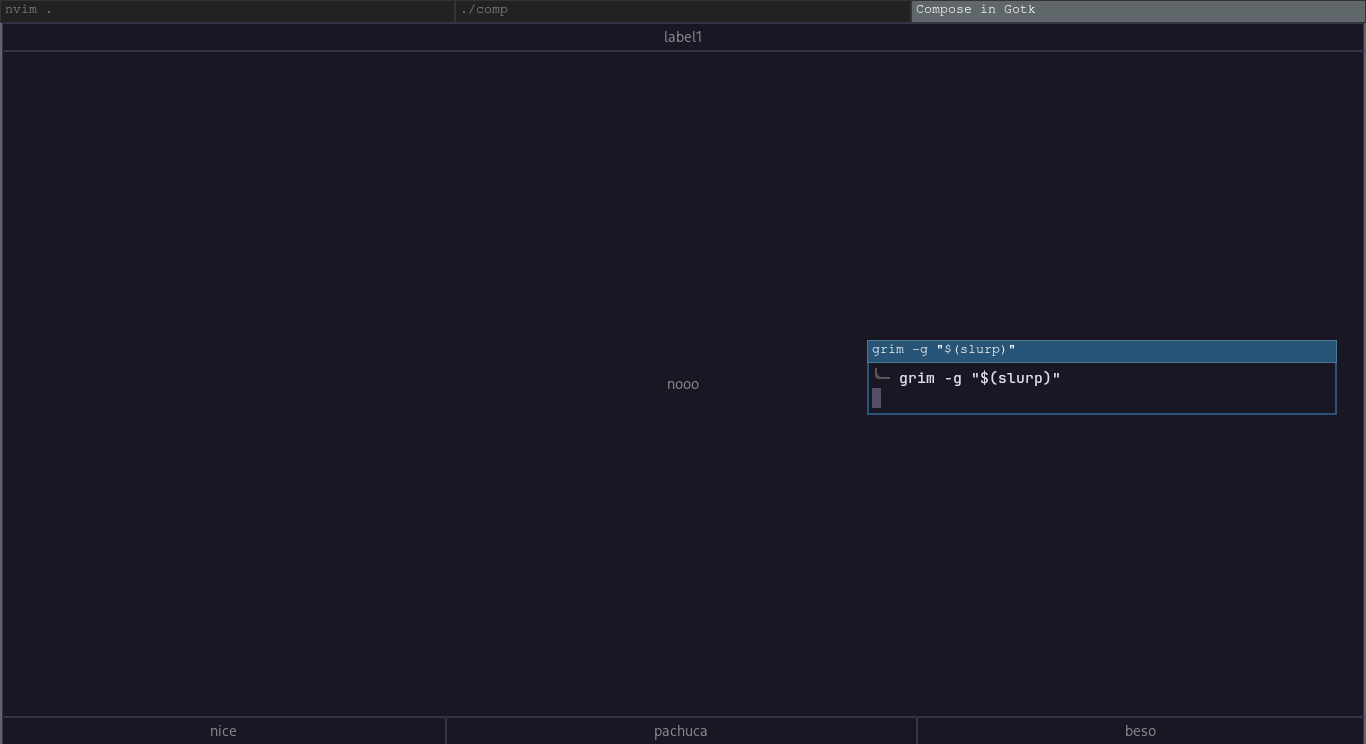 nvim .
./comp
Compose in Gotk
label1
nooo
grim -g "$(slurp)"
grim -g "$(slurp)"
nice
pachuca
beso